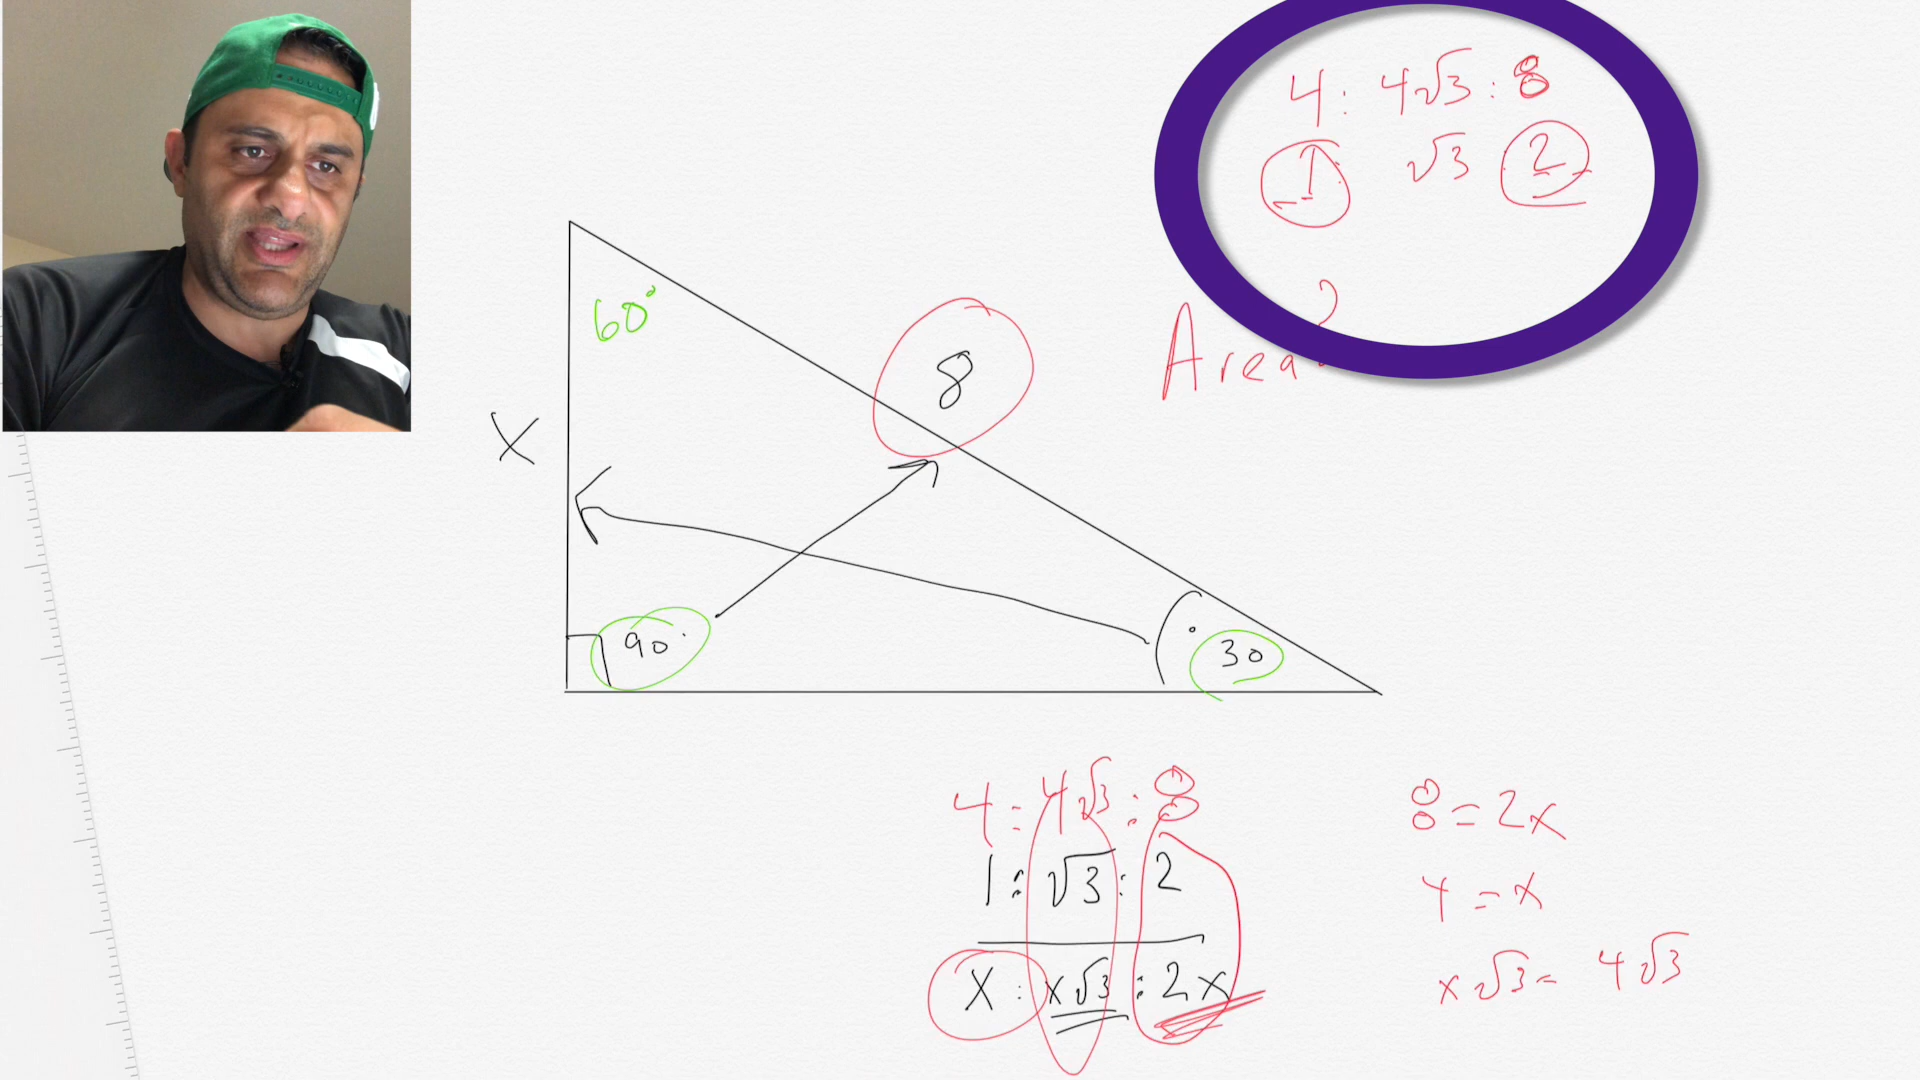 4 : 4√3 : 8
1 : √3 2
60°
8
Area?
X
90°
30°
4 : 4√3 : 8
1 : √3 : 2
X : x√3 : 2x
8 = 2x
4 = x
x√3 = 4√3